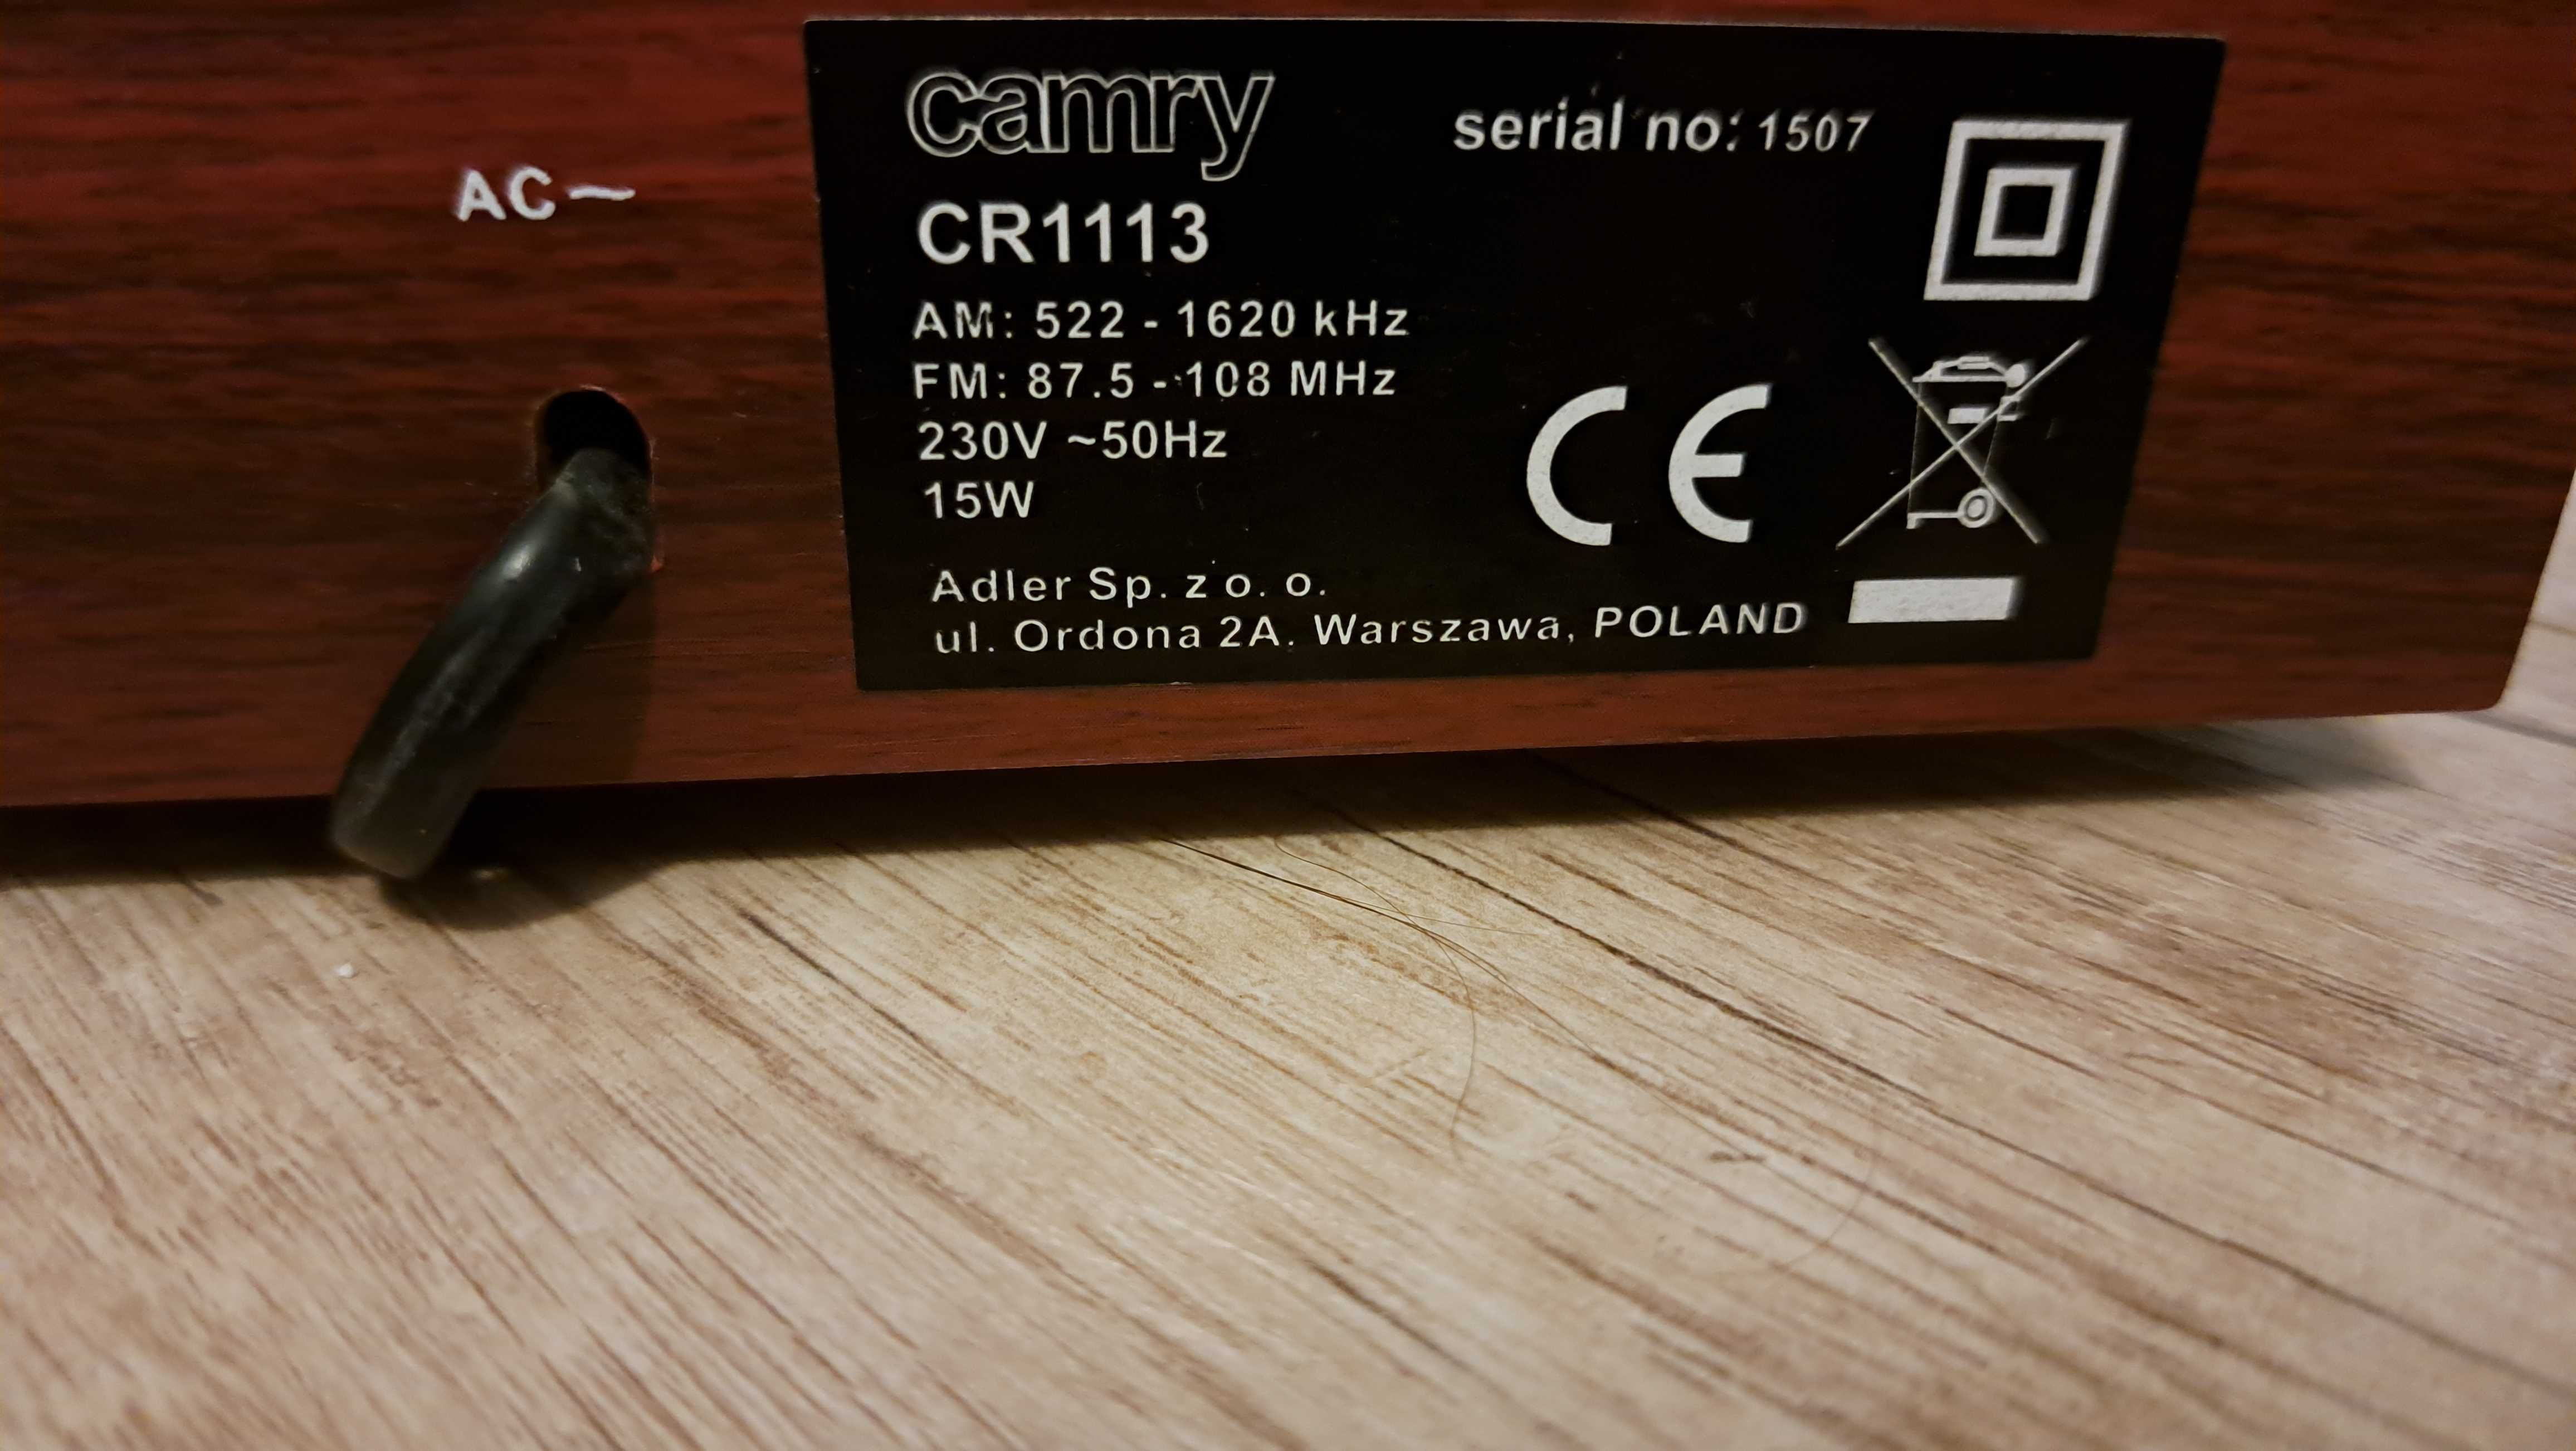 AC~
camry
serial no: 1507
CR1113
AM: 522 - 1620 kHz
FM: 87.5 - 108 MHz
230V ~50Hz
15W
CE
Adler Sp. z o. o.
ul. Ordona 2A. Warszawa, POLAND